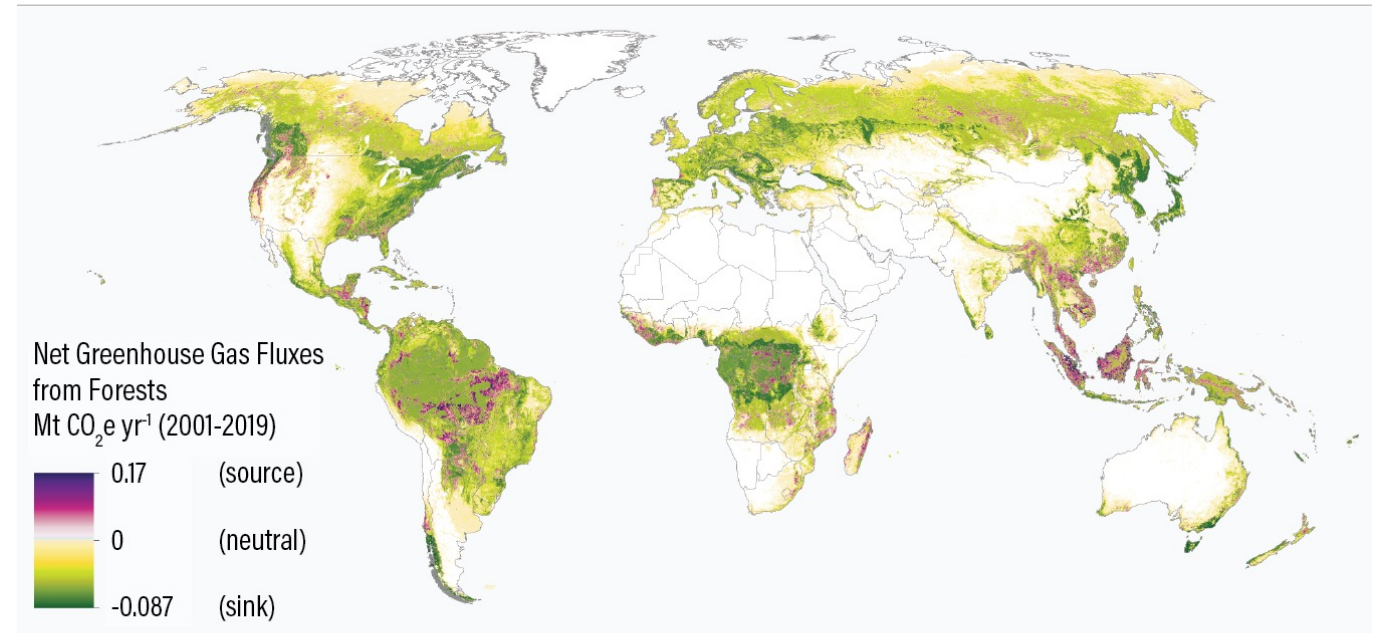 Net Greenhouse Gas Fluxes
from Forests
Mt CO₂e yr⁻¹ (2001-2019)
0.17 (source)
0 (neutral)
-0.087 (sink)